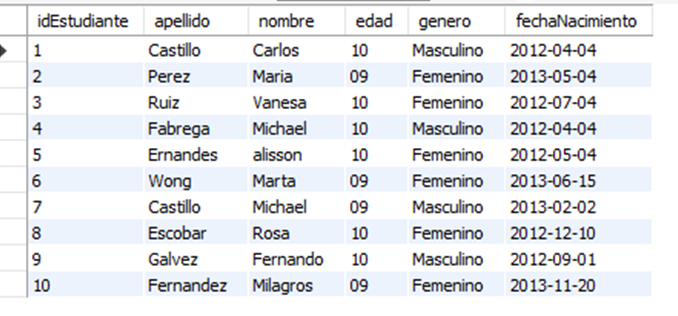 idEstudiante apellido nombre edad genero fechaNacimiento
1 Castillo Carlos 10 Masculino 2012-04-04
2 Perez Maria 09 Femenino 2013-05-04
3 Ruiz Vanesa 10 Femenino 2012-07-04
4 Fabrega Michael 10 Masculino 2012-04-04
5 Ernandes alisson 10 Femenino 2012-05-04
6 Wong Marta 09 Femenino 2013-06-15
7 Castillo Michael 09 Masculino 2013-02-02
8 Escobar Rosa 10 Femenino 2012-12-10
9 Galvez Fernando 10 Masculino 2012-09-01
10 Fernandez Milagros 09 Femenino 2013-11-20